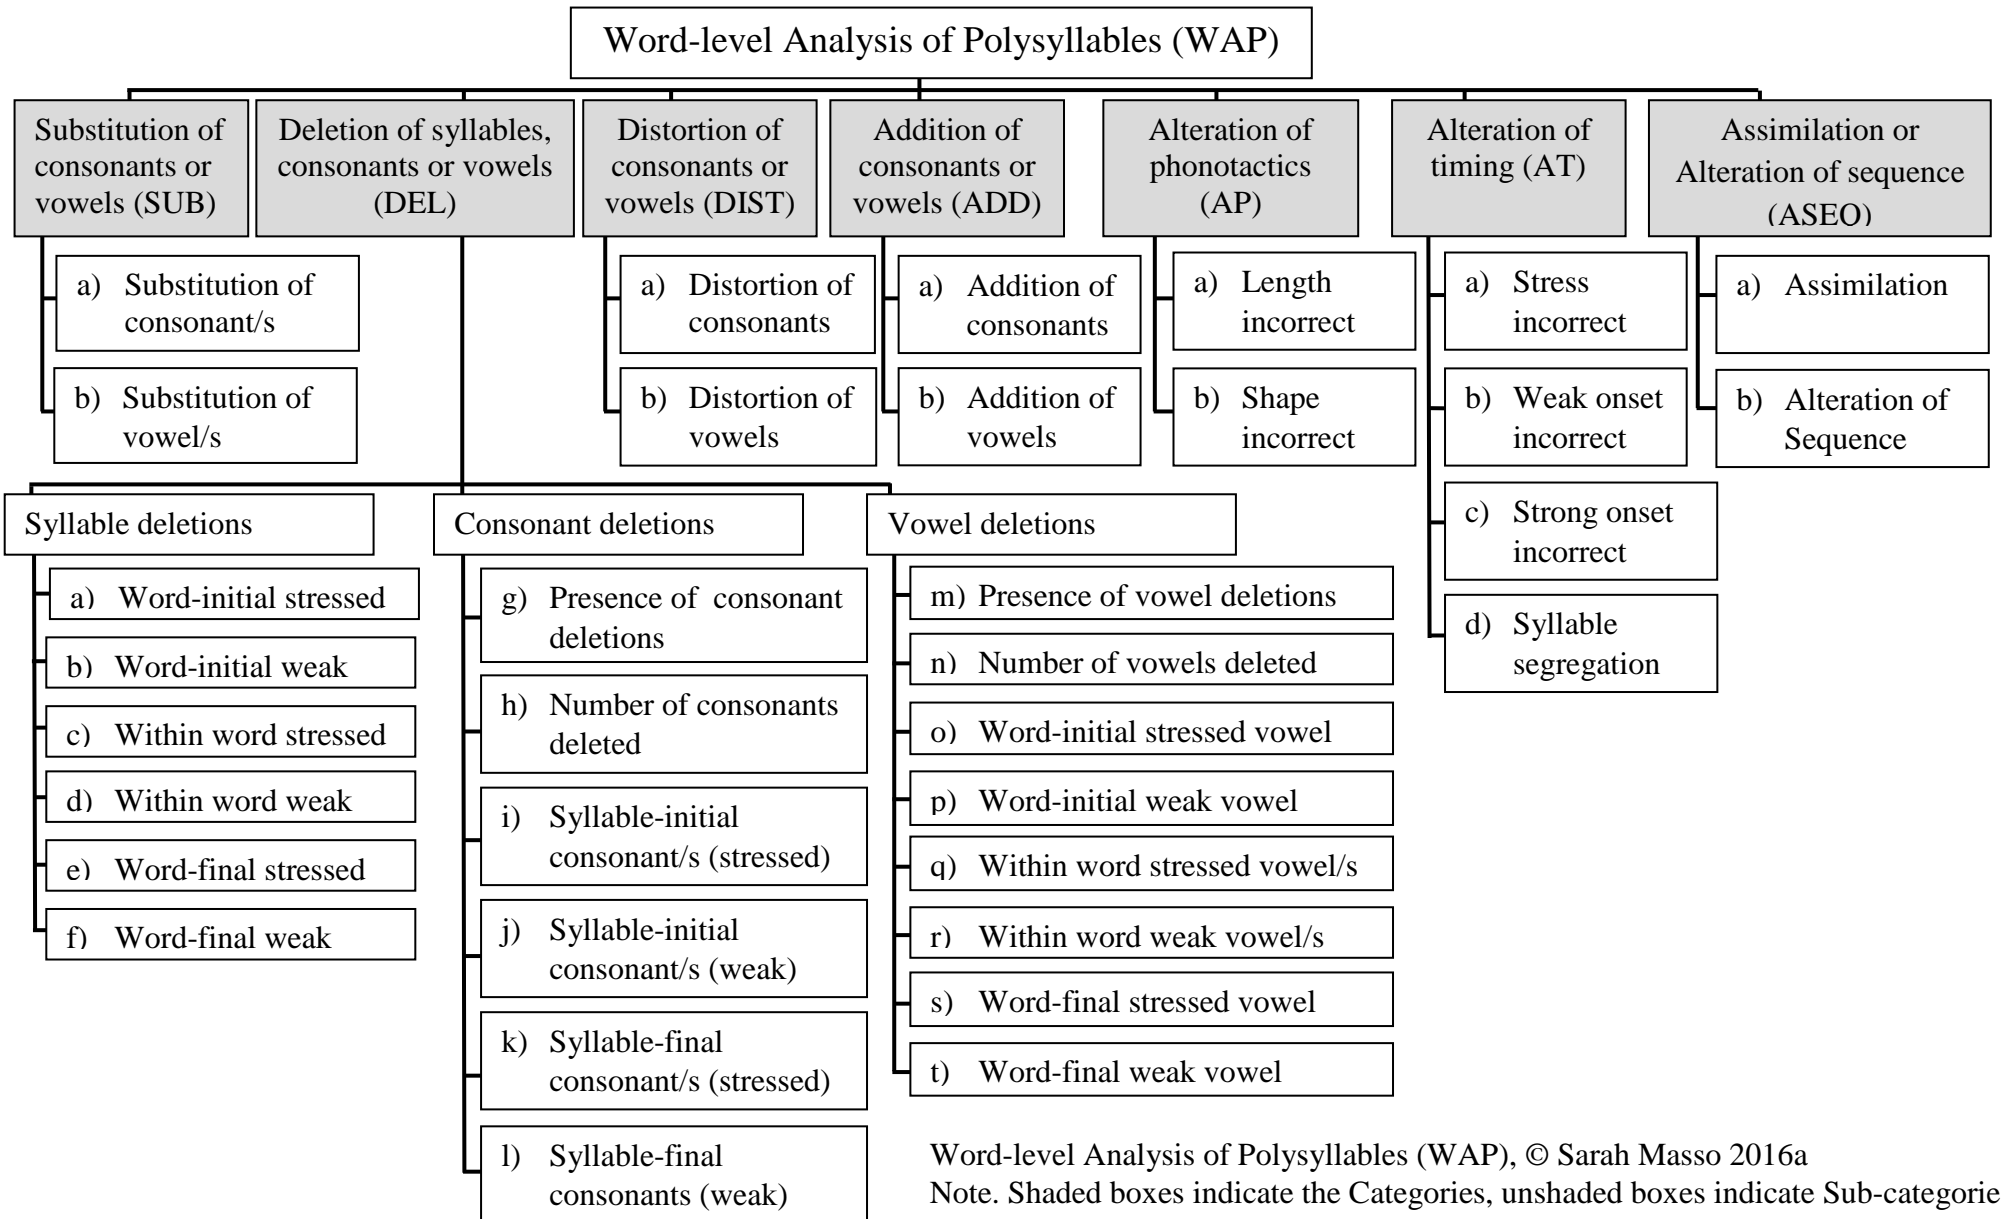 Word-level Analysis of Polysyllables (WAP)
Substitution of
consonants or
vowels (SUB)
Deletion of syllables,
consonants or vowels
(DEL)
Distortion of
consonants or
vowels (DIST)
Addition of
consonants or
vowels (ADD)
Alteration of
phonotactics
(AP)
Alteration of
timing (AT)
Assimilation or
Alteration of sequence
(ASEQ)
a) Substitution of
consonant/s
b) Substitution of
vowel/s
a) Distortion of
consonants
b) Distortion of
vowels
a) Addition of
consonants
b) Addition of
vowels
a) Length
incorrect
b) Shape
incorrect
a) Stress
incorrect
b) Weak onset
incorrect
c) Strong onset
incorrect
d) Syllable
segregation
a) Assimilation
b) Alteration of
Sequence
Syllable deletions
a) Word-initial stressed
b) Word-initial weak
c) Within word stressed
d) Within word weak
e) Word-final stressed
f) Word-final weak
Consonant deletions
g) Presence of consonant
deletions
h) Number of consonants
deleted
i) Syllable-initial
consonant/s (stressed)
j) Syllable-initial
consonant/s (weak)
k) Syllable-final
consonant/s (stressed)
l) Syllable-final
consonants (weak)
Vowel deletions
m) Presence of vowel deletions
n) Number of vowels deleted
o) Word-initial stressed vowel
p) Word-initial weak vowel
q) Within word stressed vowel/s
r) Within word weak vowel/s
s) Word-final stressed vowel
t) Word-final weak vowel
Word-level Analysis of Polysyllables (WAP), © Sarah Masso 2016a
Note. Shaded boxes indicate the Categories, unshaded boxes indicate Sub-categorie